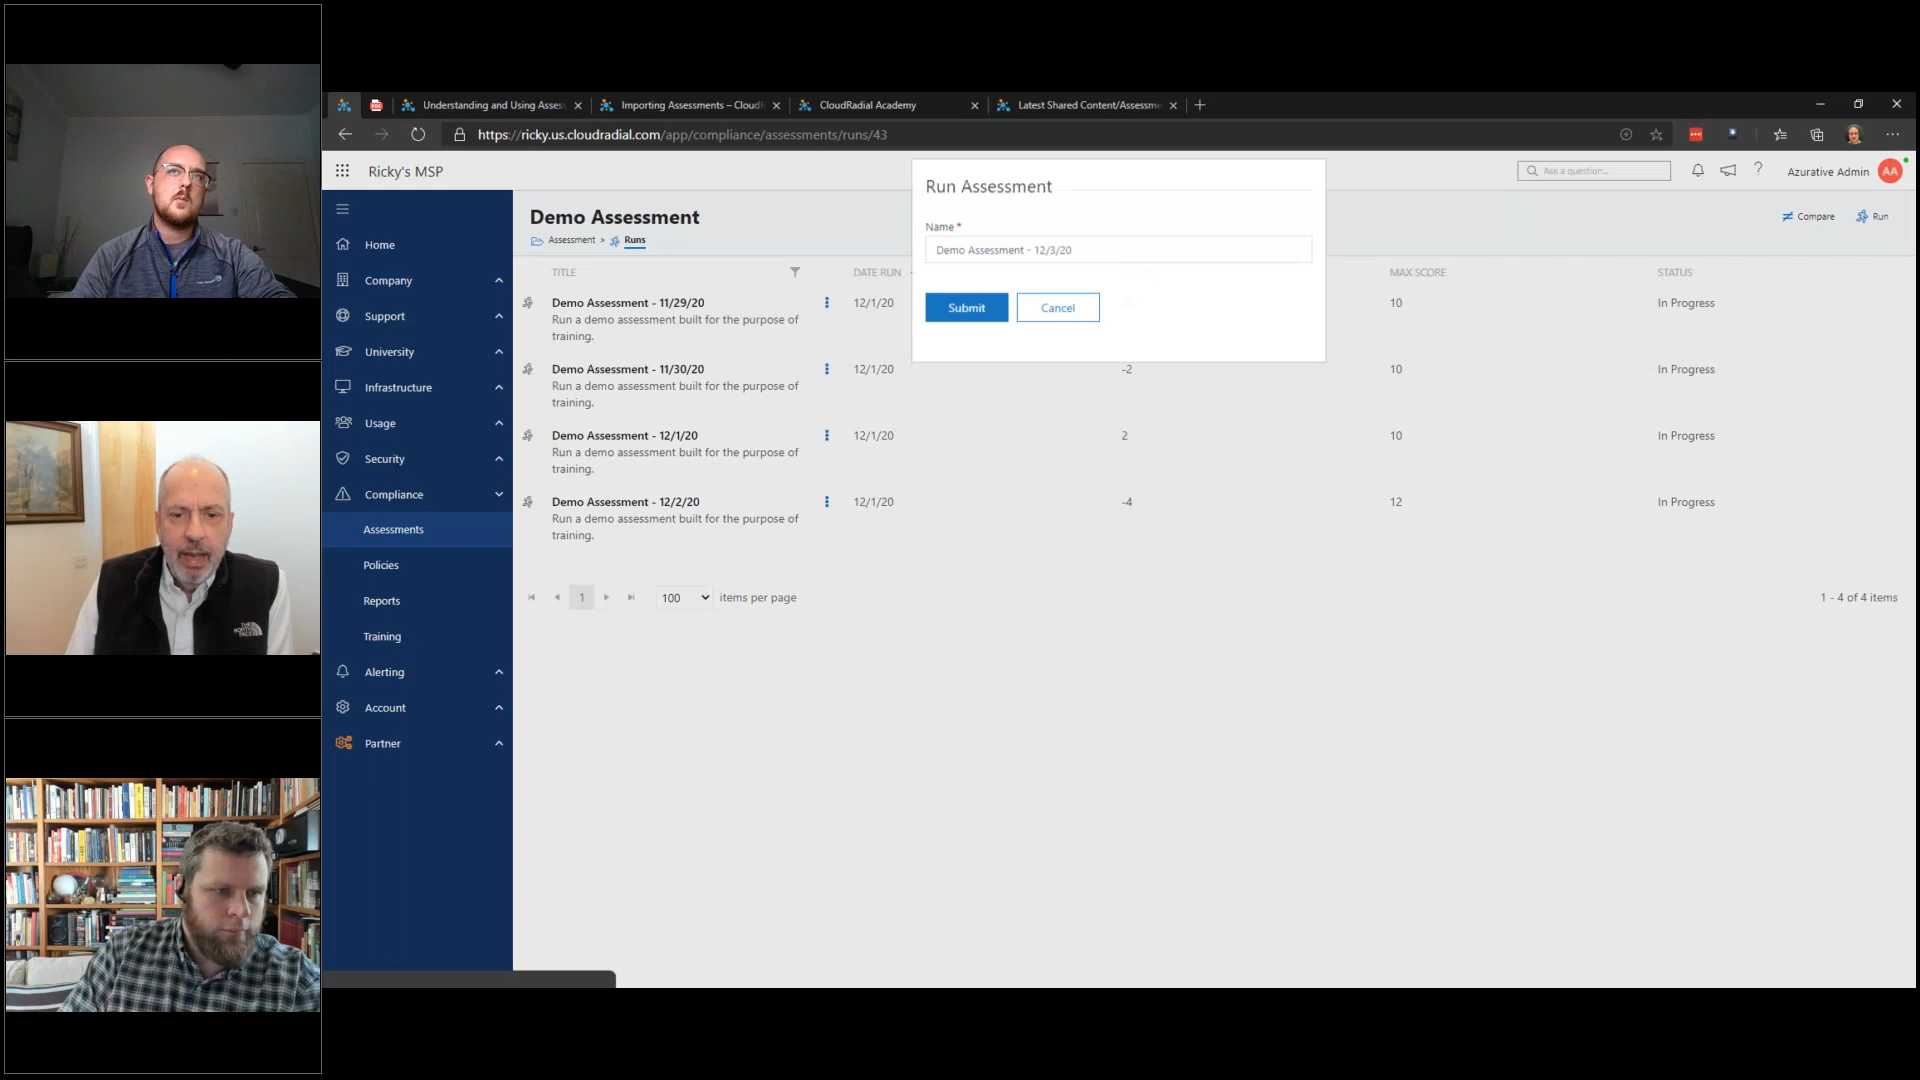 Understanding and Using Assess
Importing Assessments – CloudR
CloudRadial Academy
Latest Shared Content/Assessme
https://ricky.us.cloudradial.com/app/compliance/assessments/runs/43
Ricky's MSP
Ask a question...
Azurative Admin
AA
Home
Company
Support
University
Infrastructure
Usage
Security
Compliance
Assessments
Policies
Reports
Training
Alerting
Account
Partner
Demo Assessment
Assessment > Runs
Compare
Run
Run Assessment
Name *
Demo Assessment - 12/3/20
Submit
Cancel
TITLE DATE RUN MAX SCORE STATUS
Demo Assessment - 11/29/20 12/1/20 10 In Progress
Run a demo assessment built for the purpose of
training.
Demo Assessment - 11/30/20 12/1/20 -2 10 In Progress
Run a demo assessment built for the purpose of
training.
Demo Assessment - 12/1/20 12/1/20 2 10 In Progress
Run a demo assessment built for the purpose of
training.
Demo Assessment - 12/2/20 12/1/20 -4 12 In Progress
Run a demo assessment built for the purpose of
training.
1
100 items per page
1 - 4 of 4 items
THE
NORTH
FACE